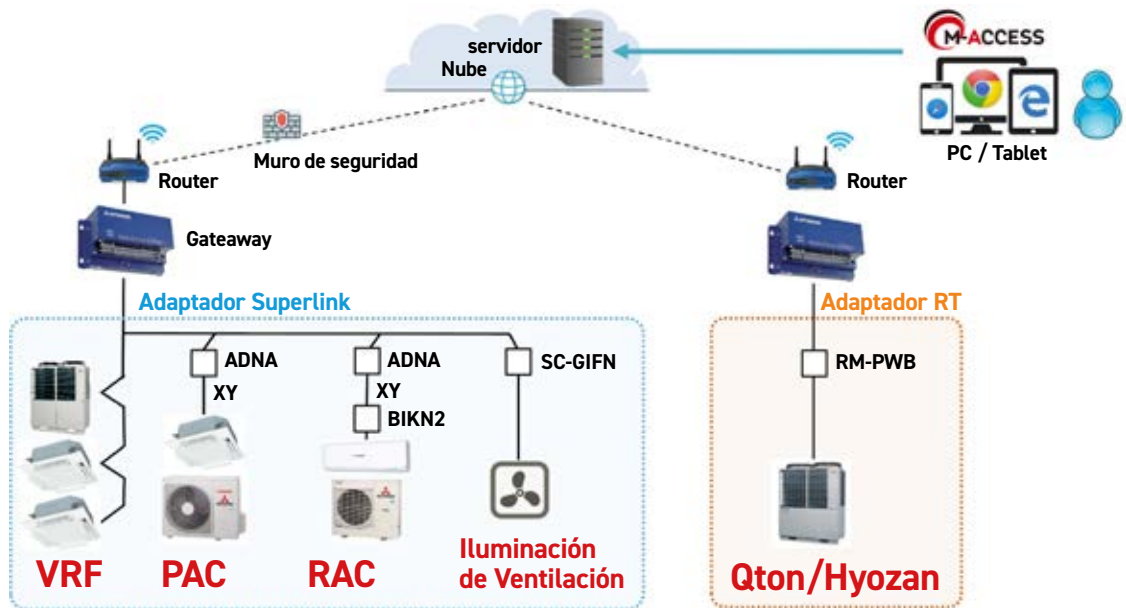 servidor
Nube
M-ACCESS
PC / Tablet
Muro de seguridad
Router
Router
Gateaway
Adaptador Superlink
Adaptador RT
ADNA
XY
ADNA
XY
BIKN2
SC-GIFN
RM-PWB
VRF
PAC
RAC
Iluminación
de Ventilación
Qton/Hyozan